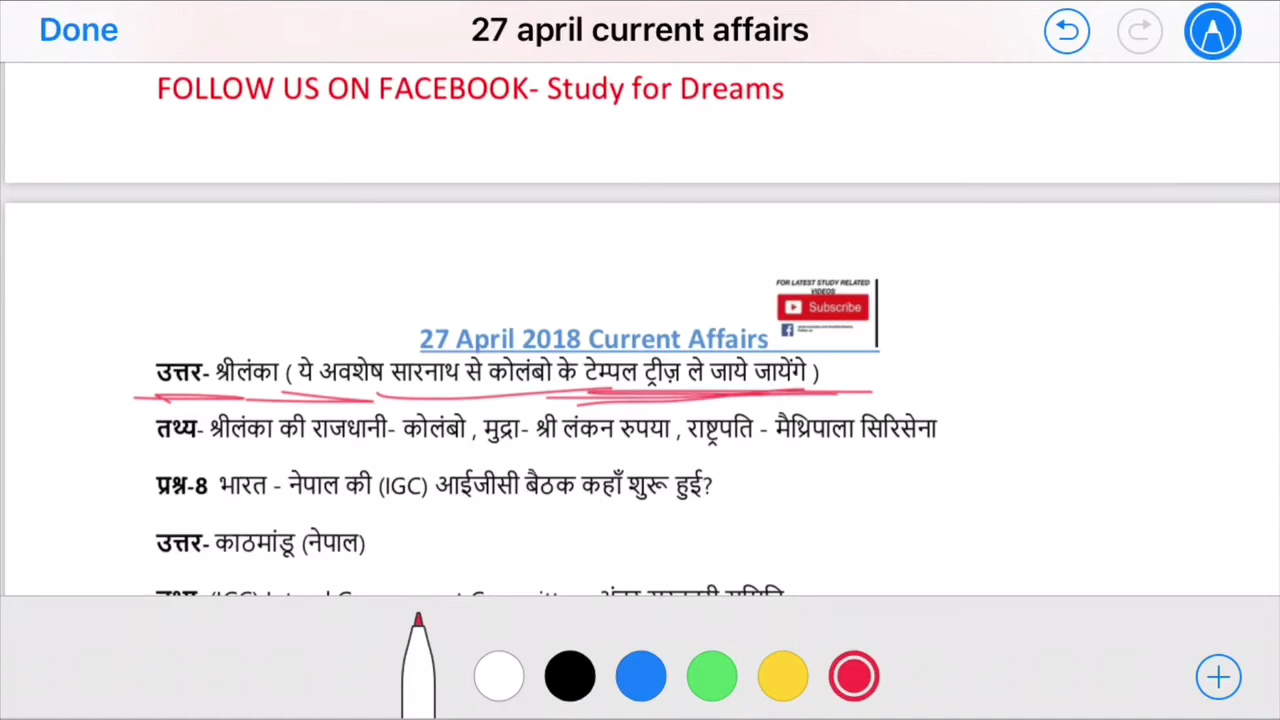 Done
27 april current affairs
FOLLOW US ON FACEBOOK- Study for Dreams
FOR LATEST STUDY RELATED
VIDEOS
Subscribe
27 April 2018 Current Affairs
उत्तर- श्रीलंका ( ये अवशेष सारनाथ से कोलंबो के टेम्पल ट्रीज़ ले जाये जायेंगे )
तथ्य- श्रीलंका की राजधानी- कोलंबो , मुद्रा- श्री लंकन रुपया , राष्ट्रपति - मैथ्रिपाला सिरिसेना
प्रश्न-8 भारत - नेपाल की (IGC) आईजीसी बैठक कहाँ शुरू हुई?
उत्तर- काठमांडू (नेपाल)